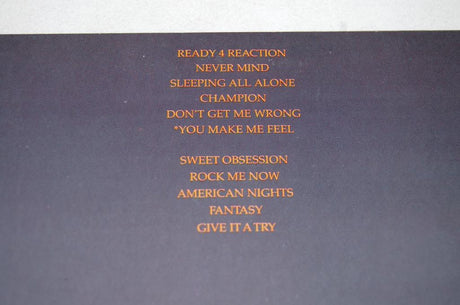 READY 4 REACTION
NEVER MIND
SLEEPING ALL ALONE
CHAMPION
DON'T GET ME WRONG
*YOU MAKE ME FEEL
SWEET OBSESSION
ROCK ME NOW
AMERICAN NIGHTS
FANTASY
GIVE IT A TRY